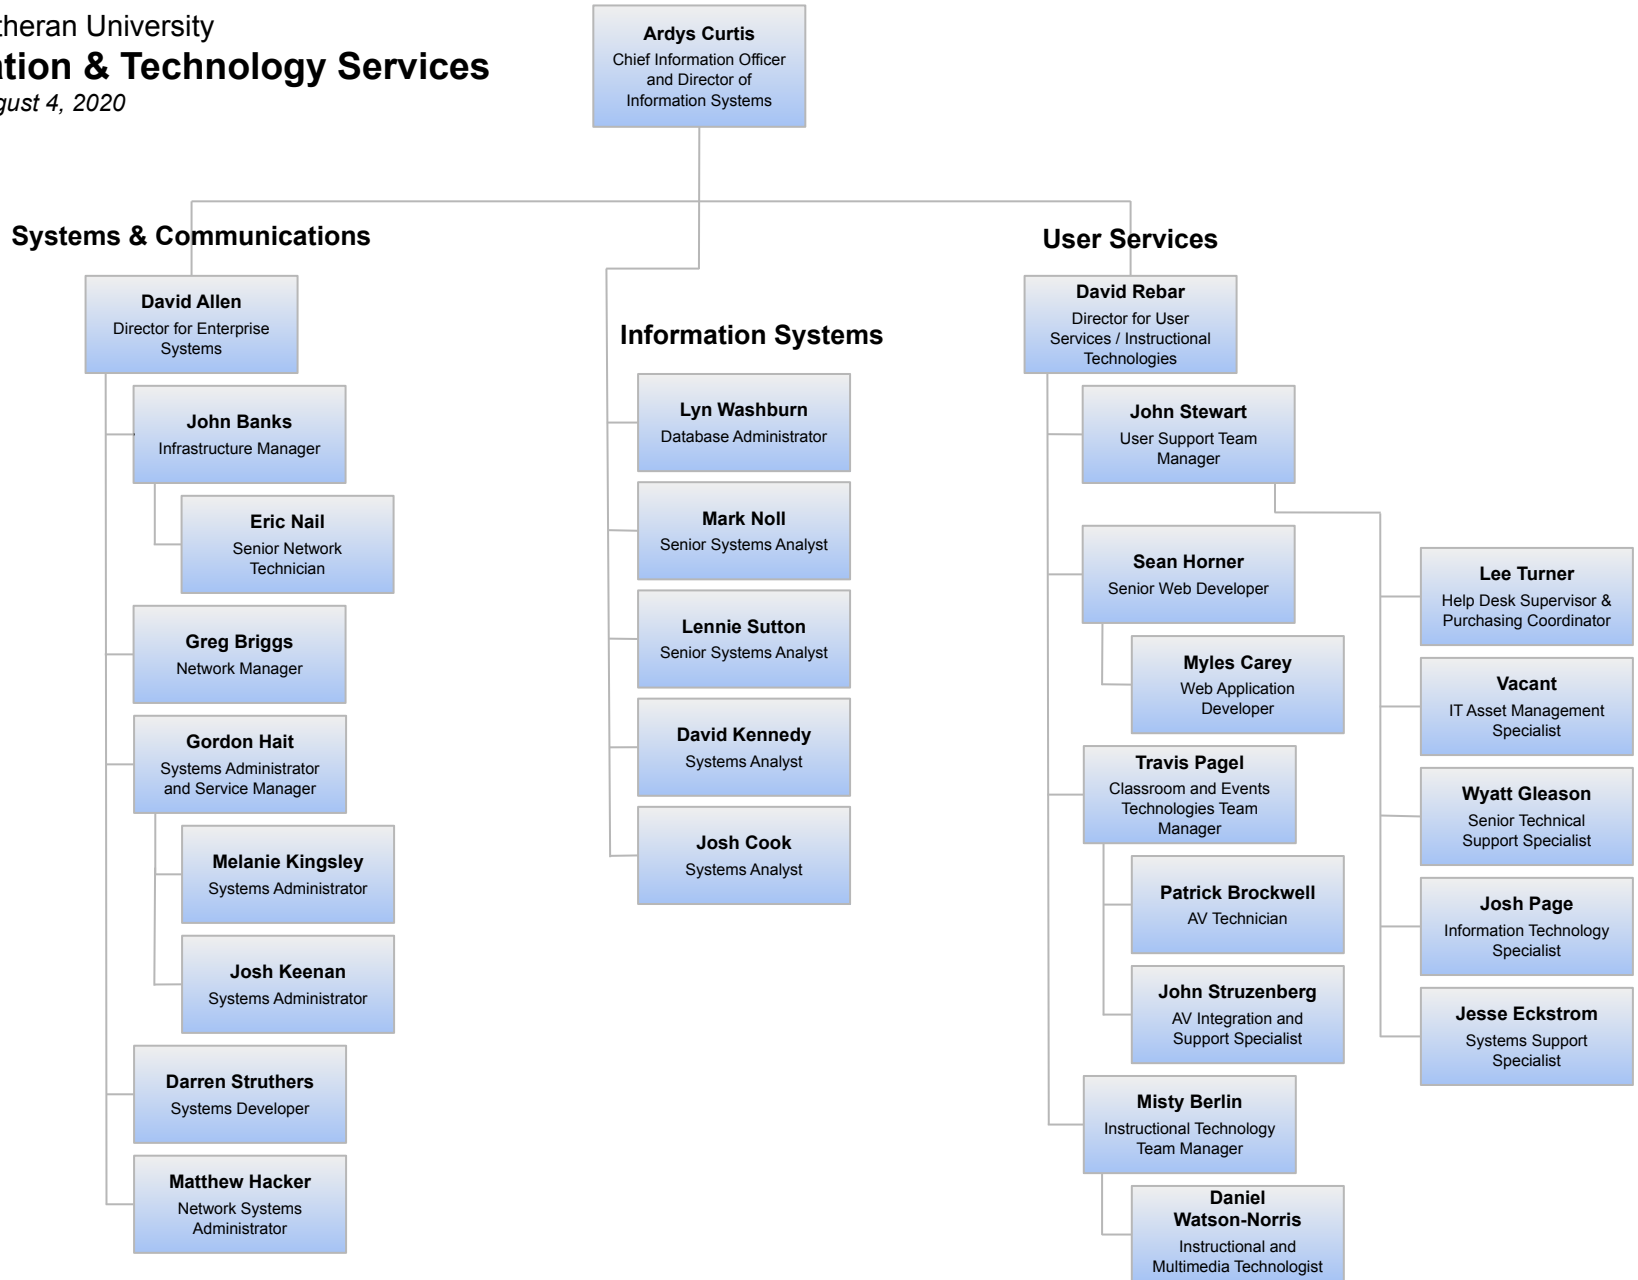 theran University
ation & Technology Services
gust 4, 2020
Ardys Curtis
Chief Information Officer
and Director of
Information Systems
Systems & Communications
David Allen
Director for Enterprise
Systems
John Banks
Infrastructure Manager
Eric Nail
Senior Network
Technician
Greg Briggs
Network Manager
Gordon Hait
Systems Administrator
and Service Manager
Melanie Kingsley
Systems Administrator
Josh Keenan
Systems Administrator
Darren Struthers
Systems Developer
Matthew Hacker
Network Systems
Administrator
Information Systems
Lyn Washburn
Database Administrator
Mark Noll
Senior Systems Analyst
Lennie Sutton
Senior Systems Analyst
David Kennedy
Systems Analyst
Josh Cook
Systems Analyst
User Services
David Rebar
Director for User
Services / Instructional
Technologies
John Stewart
User Support Team
Manager
Sean Horner
Senior Web Developer
Myles Carey
Web Application
Developer
Travis Pagel
Classroom and Events
Technologies Team
Manager
Patrick Brockwell
AV Technician
John Struzenberg
AV Integration and
Support Specialist
Misty Berlin
Instructional Technology
Team Manager
Daniel
Watson-Norris
Instructional and
Multimedia Technologist
Lee Turner
Help Desk Supervisor &
Purchasing Coordinator
Vacant
IT Asset Management
Specialist
Wyatt Gleason
Senior Technical
Support Specialist
Josh Page
Information Technology
Specialist
Jesse Eckstrom
Systems Support
Specialist